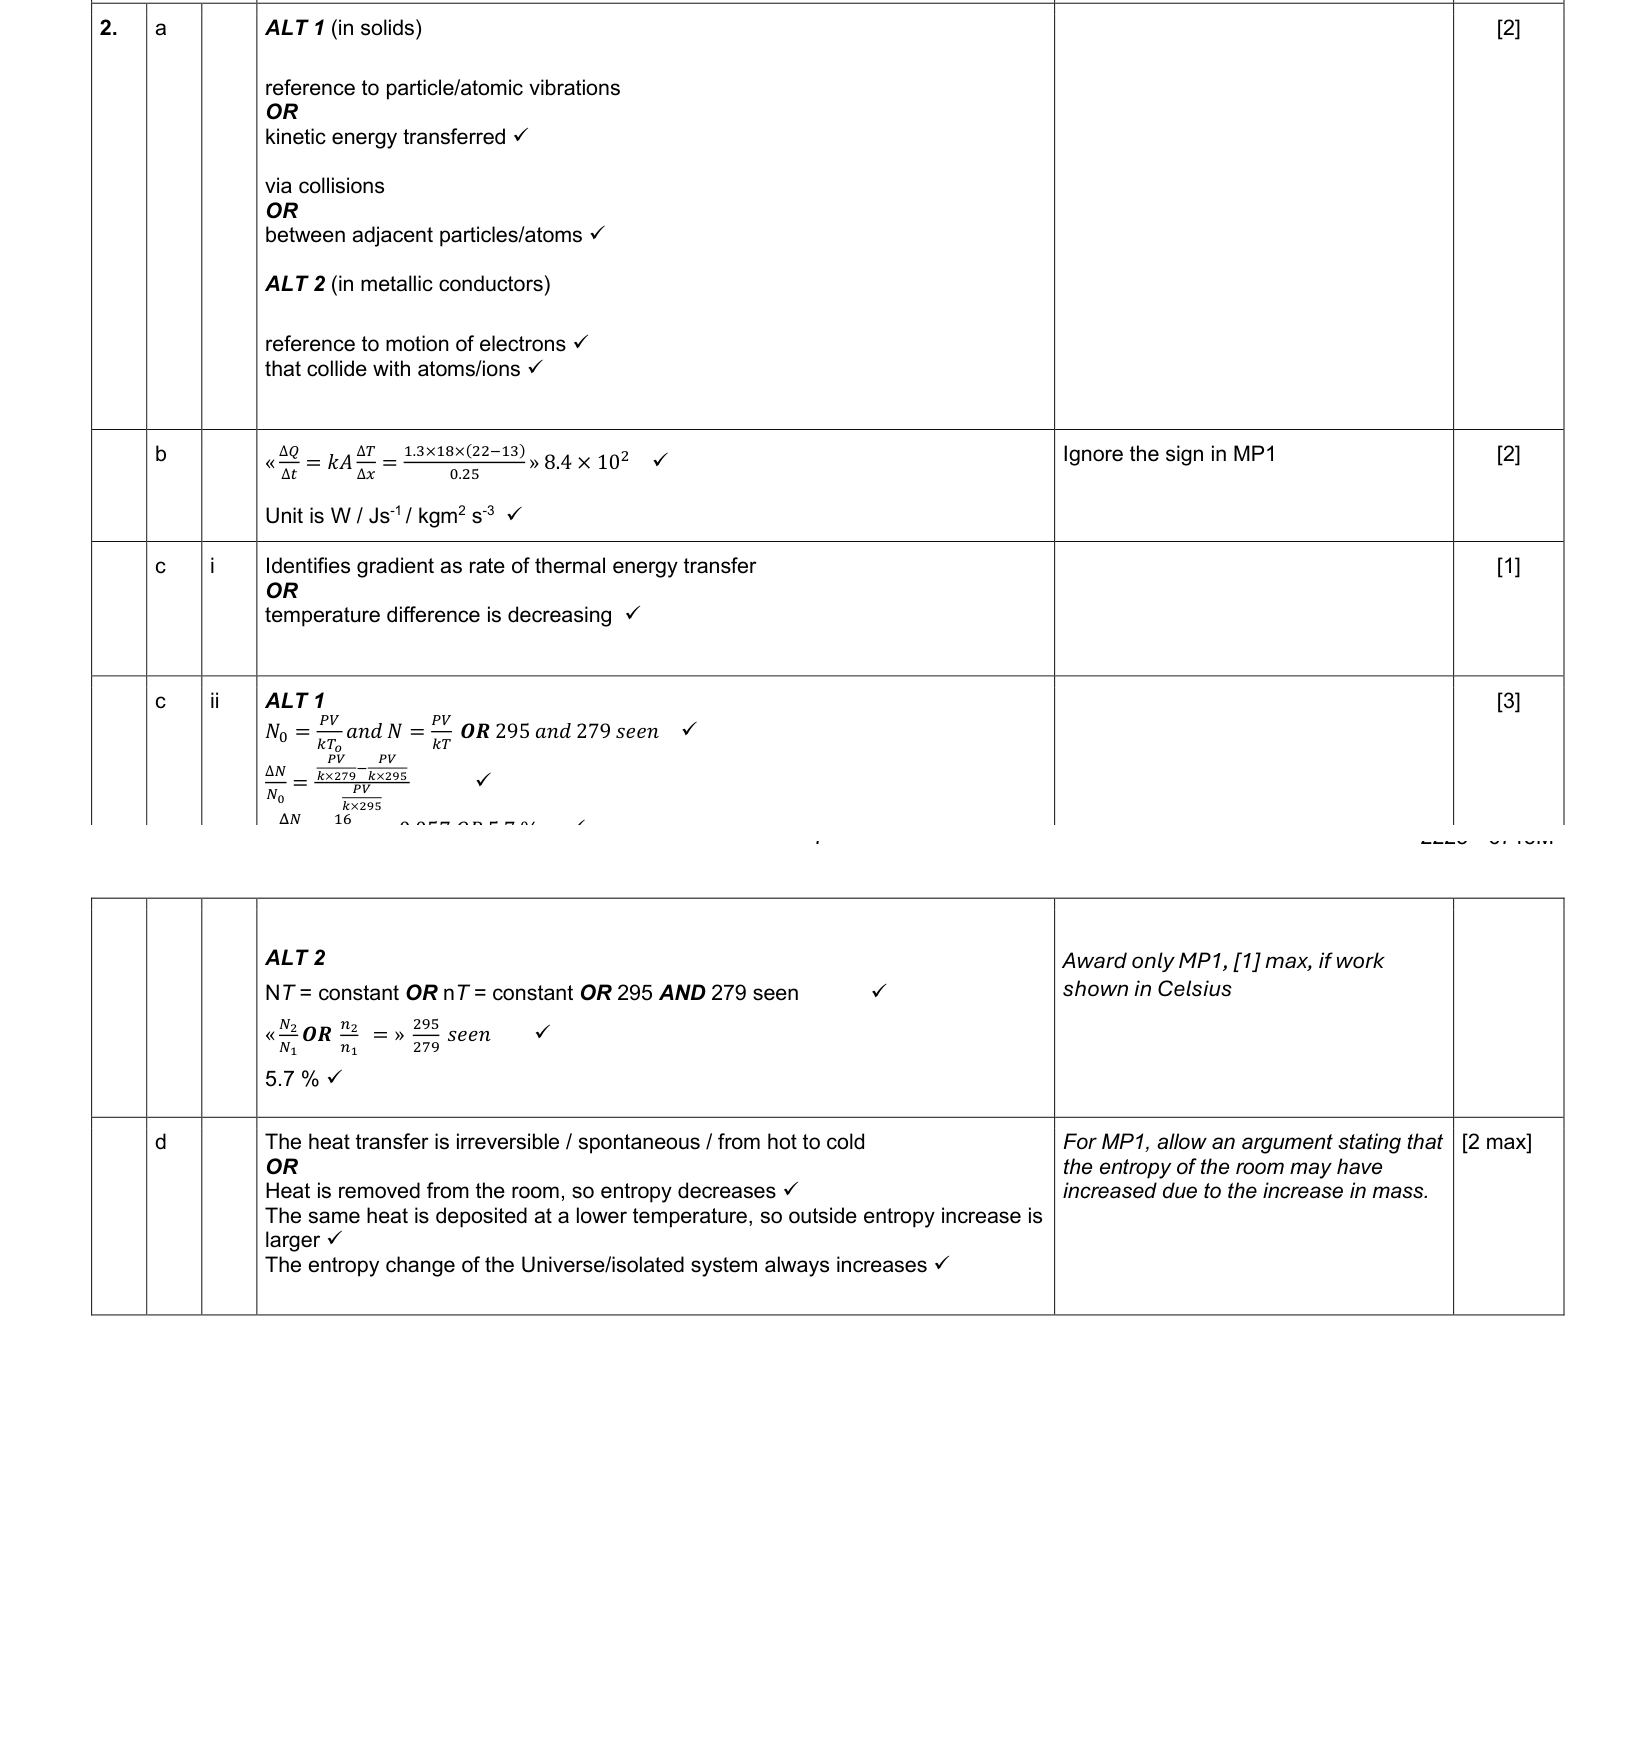 2. a ALT 1 (in solids) [2]
reference to particle/atomic vibrations
OR
kinetic energy transferred ✓
via collisions
OR
between adjacent particles/atoms ✓
ALT 2 (in metallic conductors)
reference to motion of electrons ✓
that collide with atoms/ions ✓
b «ΔQ/Δt = kA ΔT/Δx = 1.3×18×(22−13)/0.25» 8.4 × 10² ✓ Ignore the sign in MP1 [2]
Unit is W / Js⁻¹ / kgm² s⁻³ ✓
c i Identifies gradient as rate of thermal energy transfer [1]
OR
temperature difference is decreasing ✓
c ii ALT 1 [3]
N₀ = PV/kTₒ and N = PV/kT OR 295 and 279 seen ✓
ΔN/N₀ = (PV/k×279 − PV/k×295)/(PV/k×295) ✓
ΔN 16
ALT 2
Award only MP1, [1] max, if work
shown in Celsius
NT = constant OR nT = constant OR 295 AND 279 seen ✓
«N₂/N₁ OR n₂/n₁ = » 295/279 seen ✓
5.7 % ✓
d The heat transfer is irreversible / spontaneous / from hot to cold For MP1, allow an argument stating that [2 max]
OR the entropy of the room may have
Heat is removed from the room, so entropy decreases ✓ increased due to the increase in mass.
The same heat is deposited at a lower temperature, so outside entropy increase is
larger ✓
The entropy change of the Universe/isolated system always increases ✓